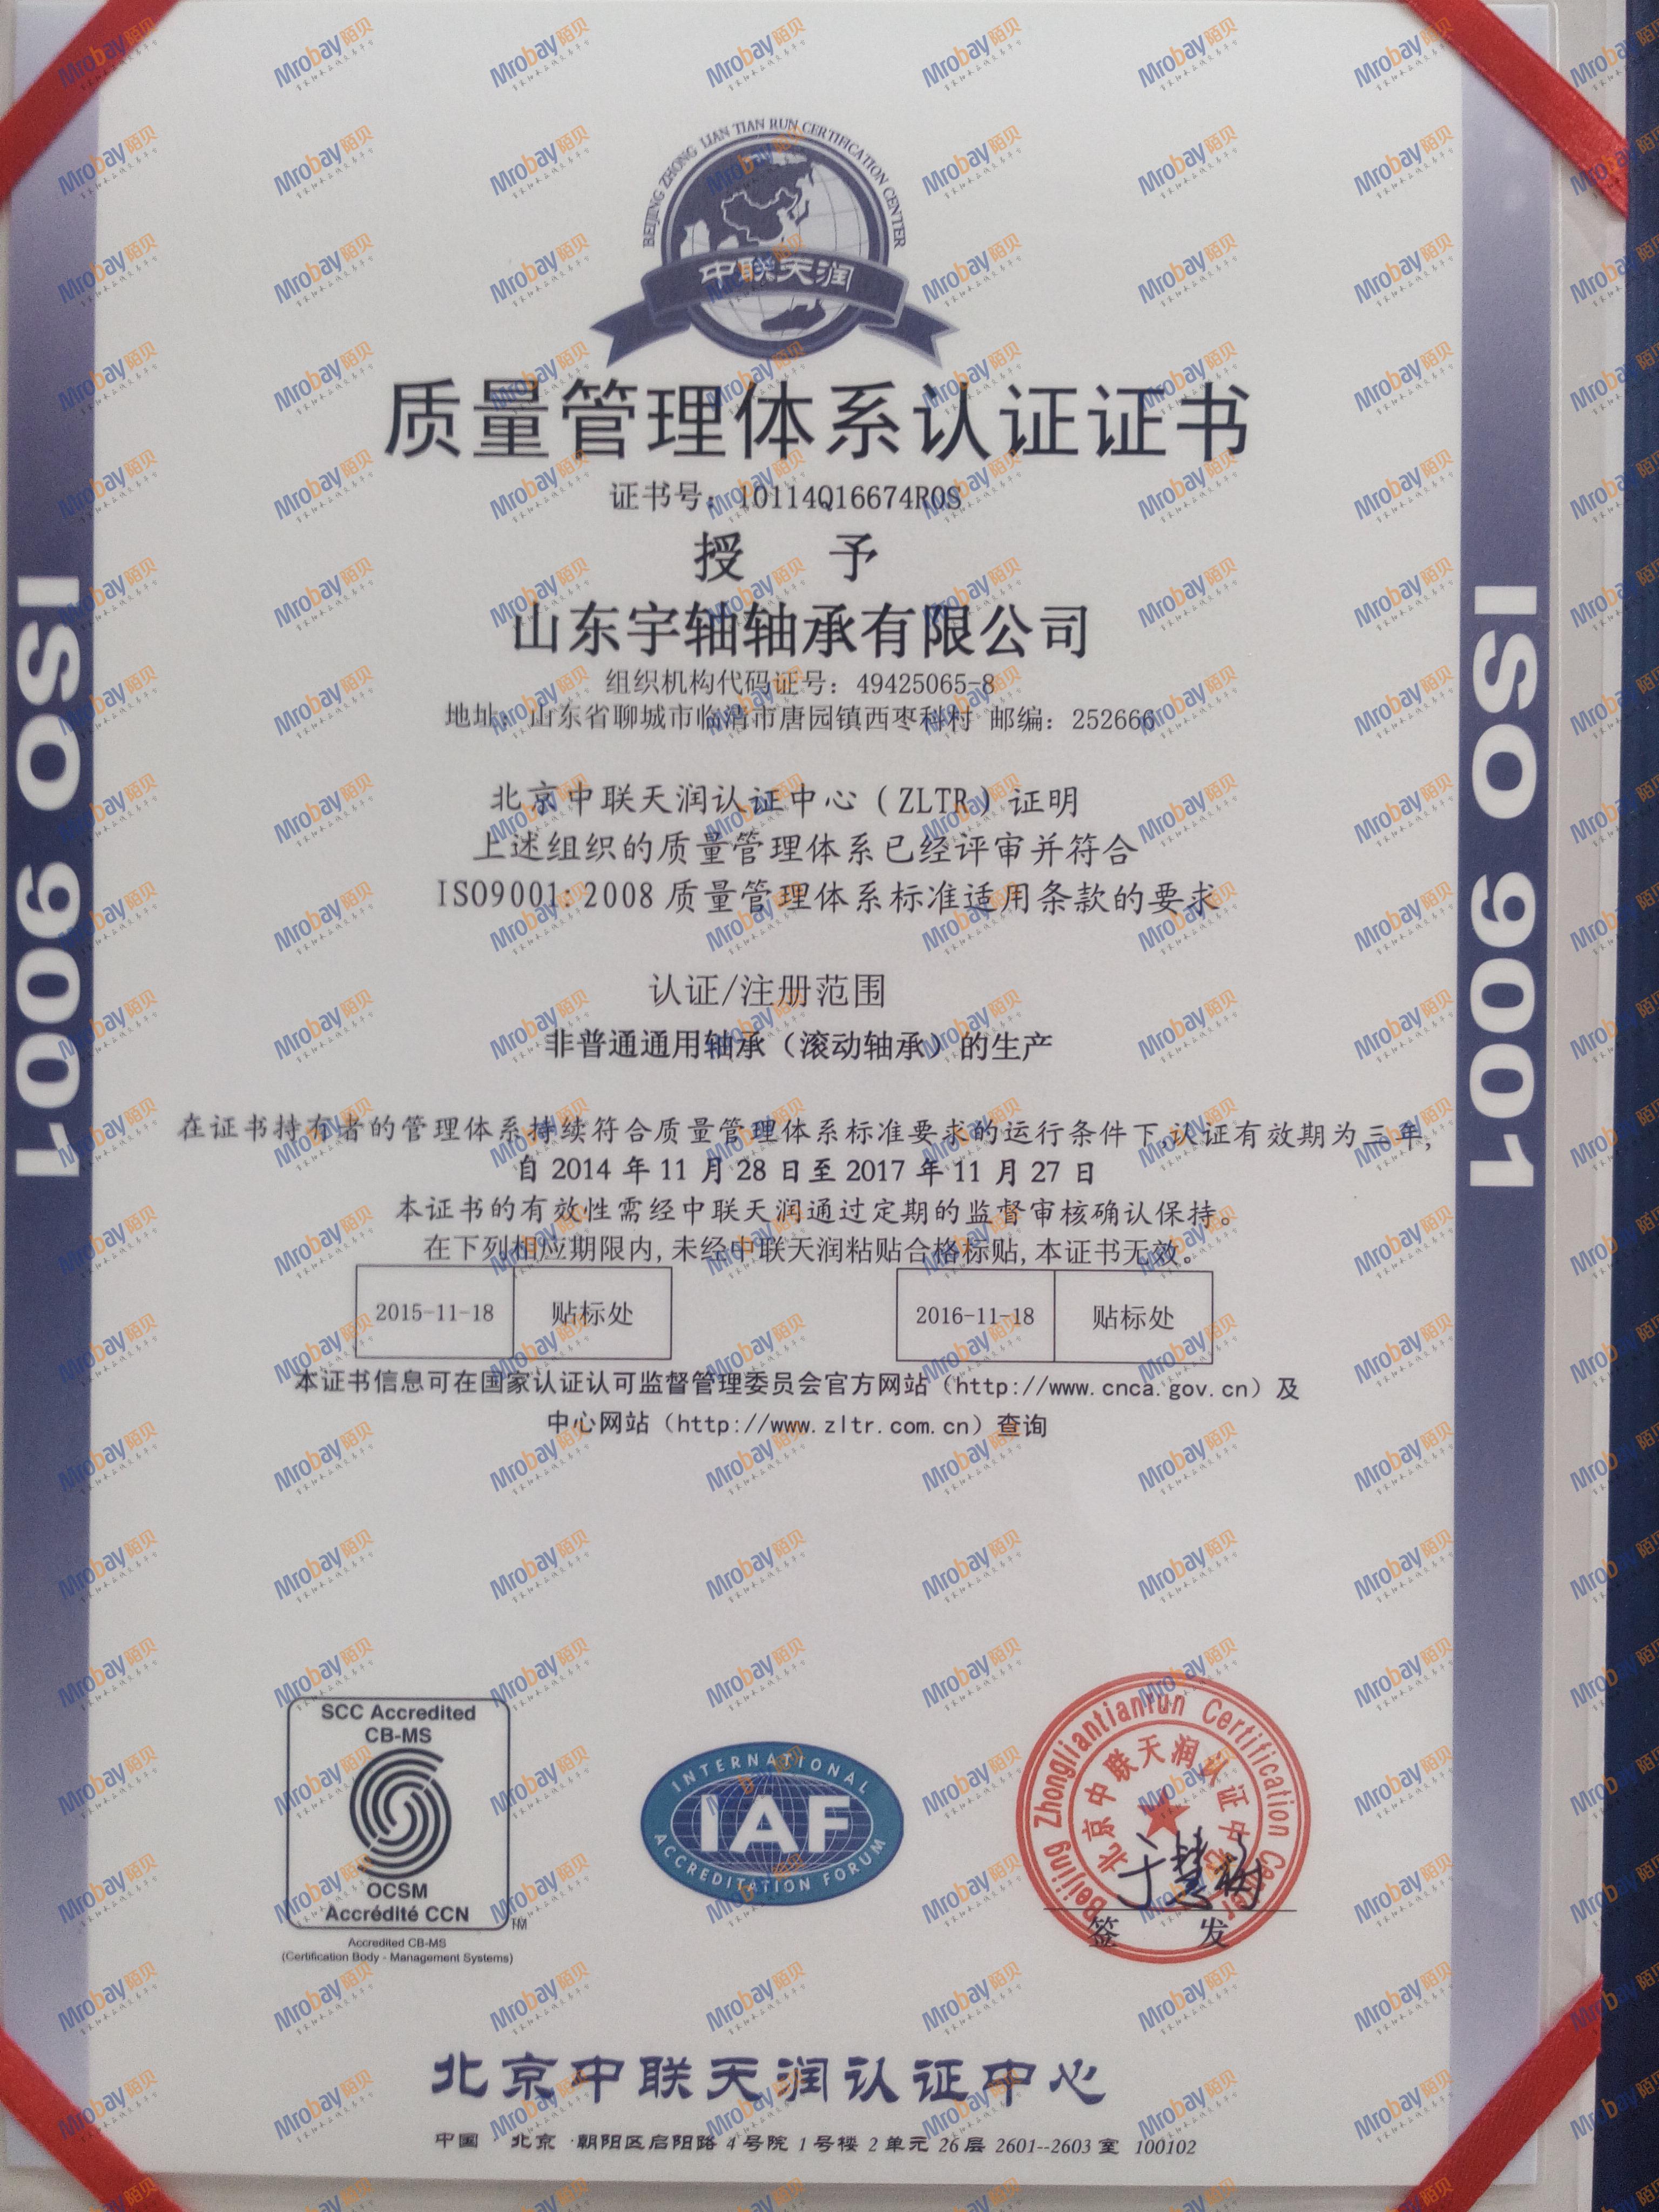 BEIJING ZHONG LIAN TIAN RUN CERTIFICATION CENTER
中联天润
质量管理体系认证证书
证书号：10114Q16674R0S
授 予
山东宇轴轴承有限公司
组织机构代码证号：49425065-8
地址：山东省聊城市临清市唐园镇西枣科村 邮编：252666
北京中联天润认证中心（ZLTR）证明
上述组织的质量管理体系已经评审并符合
ISO9001:2008 质量管理体系标准适用条款的要求
认证/注册范围
非普通通用轴承（滚动轴承）的生产
在证书持有者的管理体系持续符合质量管理体系标准要求的运行条件下,认证有效期为三年,
自 2014 年 11 月 28 日至 2017 年 11 月 27 日
本证书的有效性需经中联天润通过定期的监督审核确认保持。
在下列相应期限内,未经中联天润粘贴合格标贴,本证书无效。
2015-11-18 贴标处 2016-11-18 贴标处
本证书信息可在国家认证认可监督管理委员会官方网站（http://www.cnca.gov.cn）及
中心网站（http://www.zltr.com.cn）查询
ISO 9001
ISO 9001
SCC Accredited
CB-MS
OCSM
Accrédité CCN
TM
Accredited CB-MS
(Certification Body - Management Systems)
INTERNATIONAL
IAF
ACCREDITATION FORUM
Beijing Zhongliantianrun Certification Center
北京中联天润认证中心
签 发
北京中联天润认证中心
中国 · 北京 · 朝阳区启阳路 4 号院 1 号楼 2 单元 26 层 2601--2603 室 100102
Mrobay陌贝